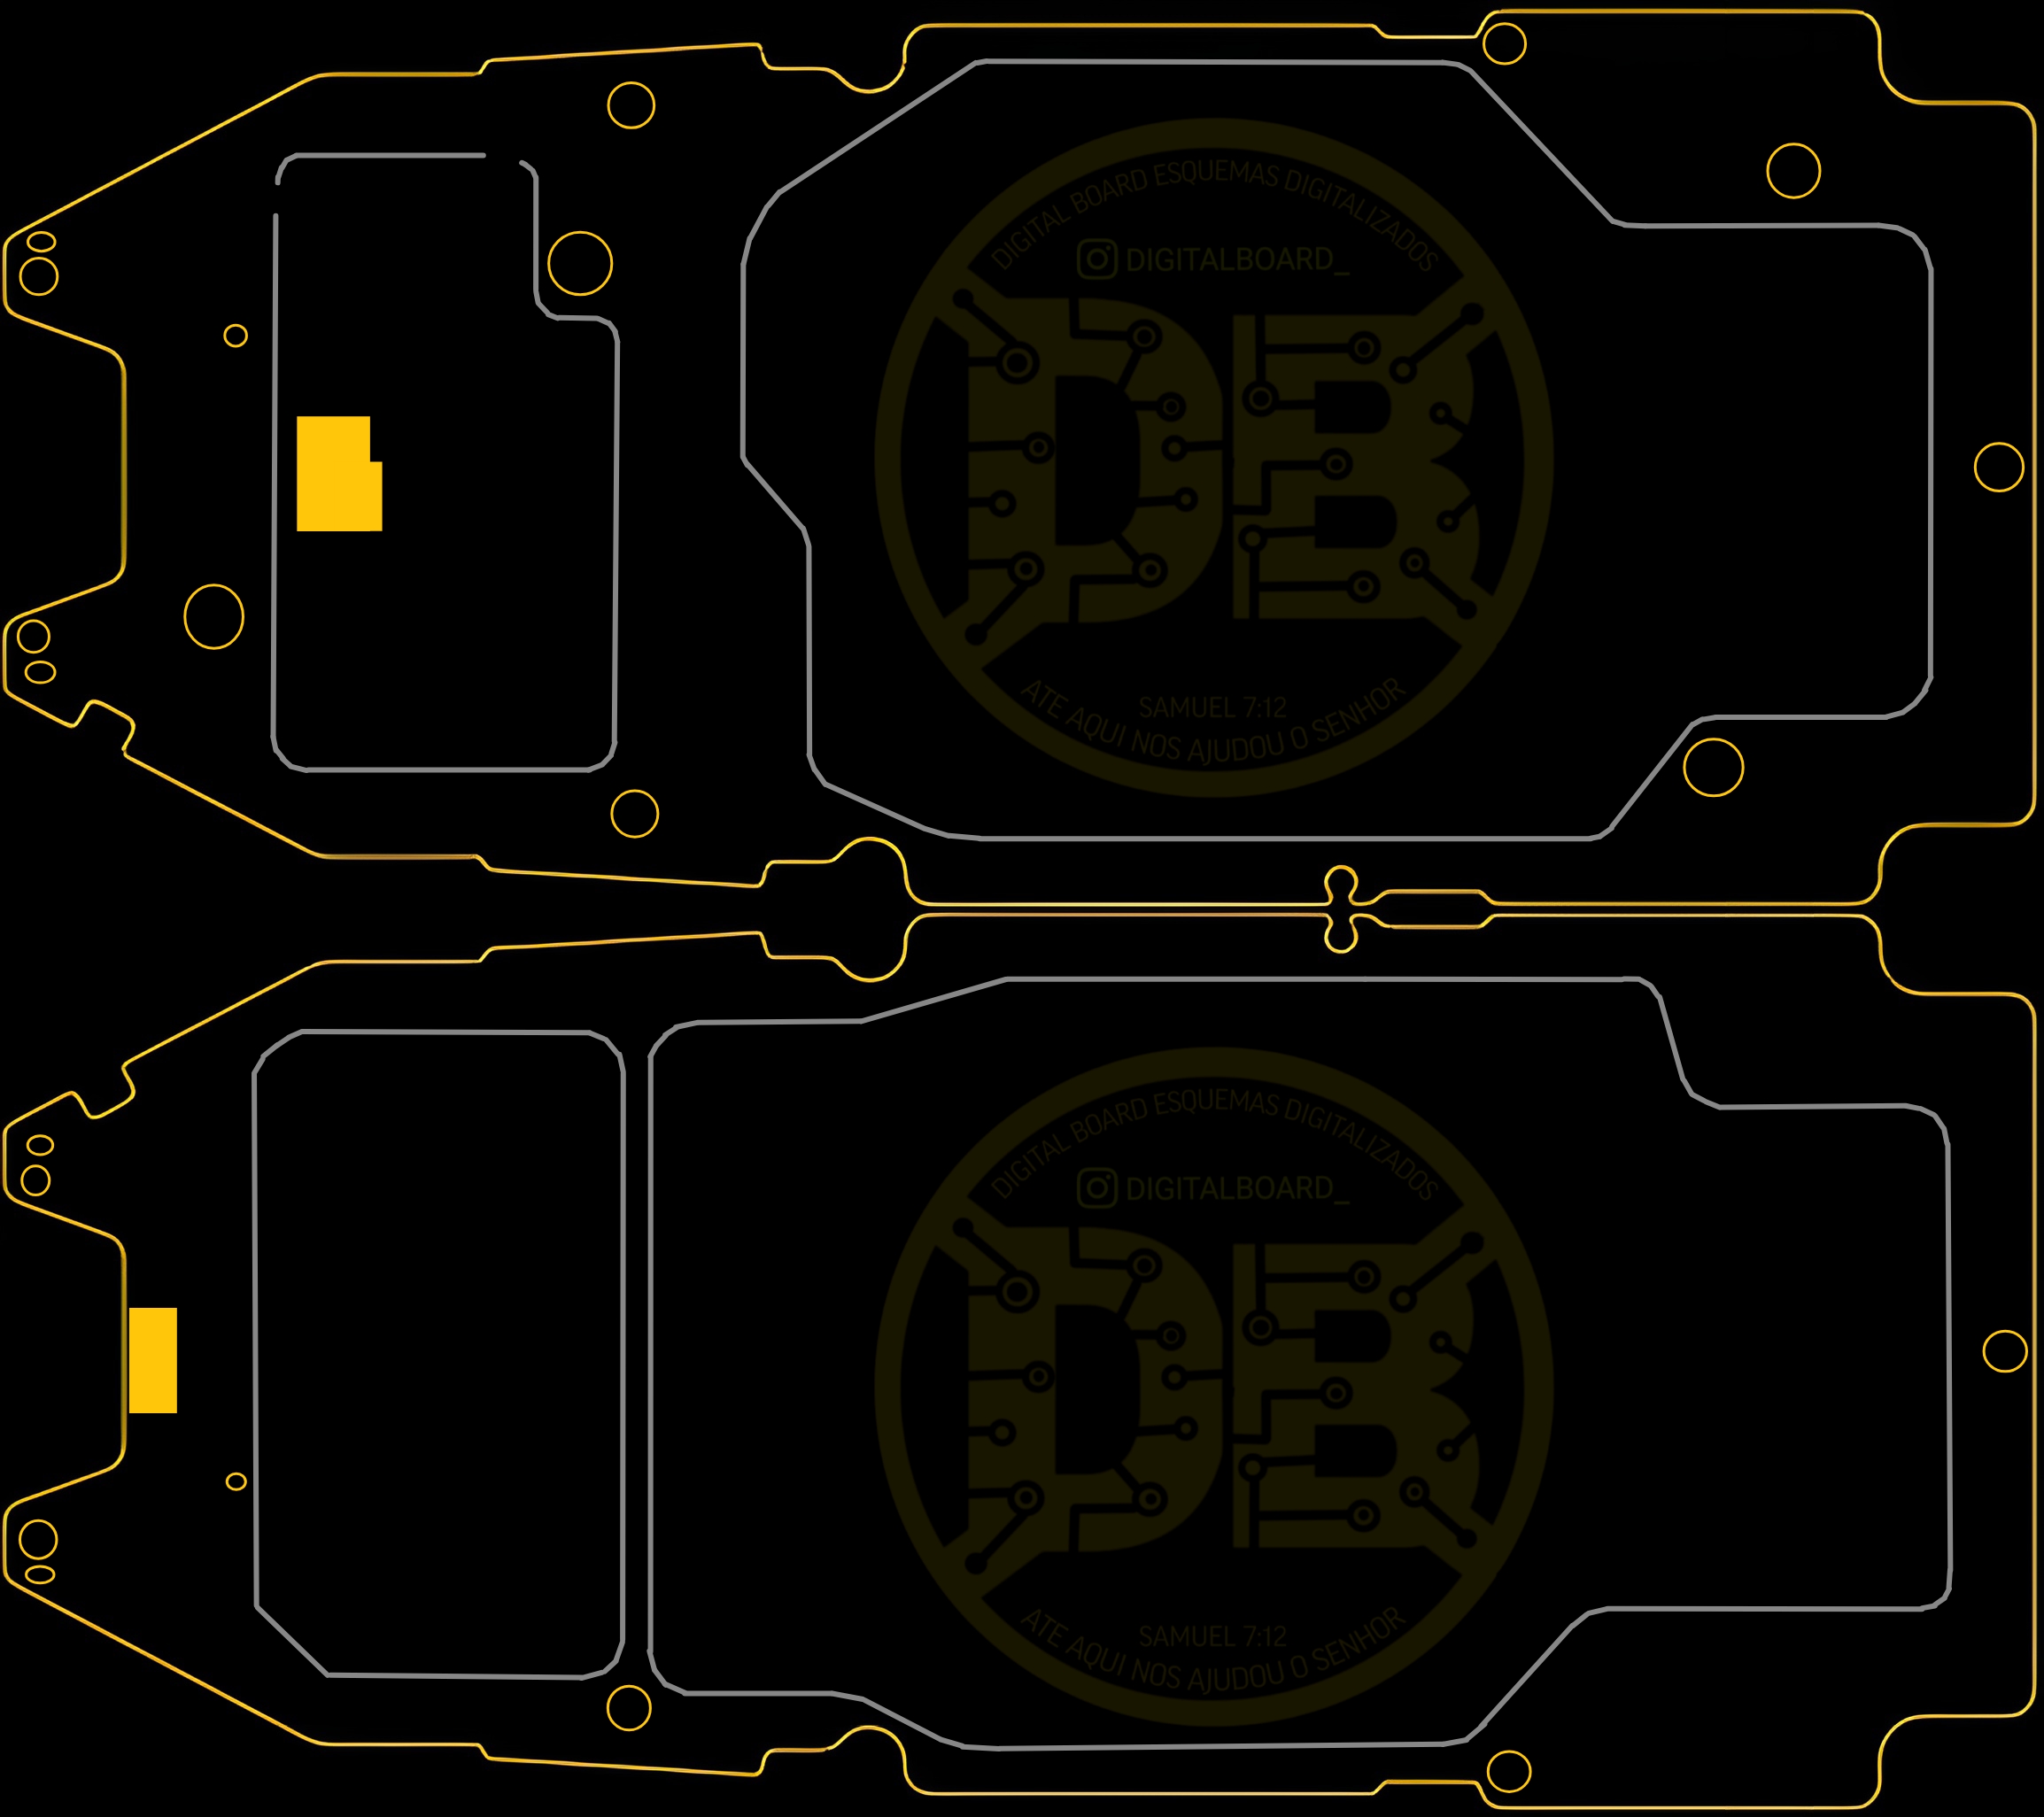 DIGITAL BOARD ESQUEMAS DIGITALIZADOS
DIGITALBOARD_
DB
SAMUEL 7:12
ATE AQUI NOS AJUDOU O SENHOR
DIGITAL BOARD ESQUEMAS DIGITALIZADOS
DIGITALBOARD_
DB
SAMUEL 7:12
ATE AQUI NOS AJUDOU O SENHOR